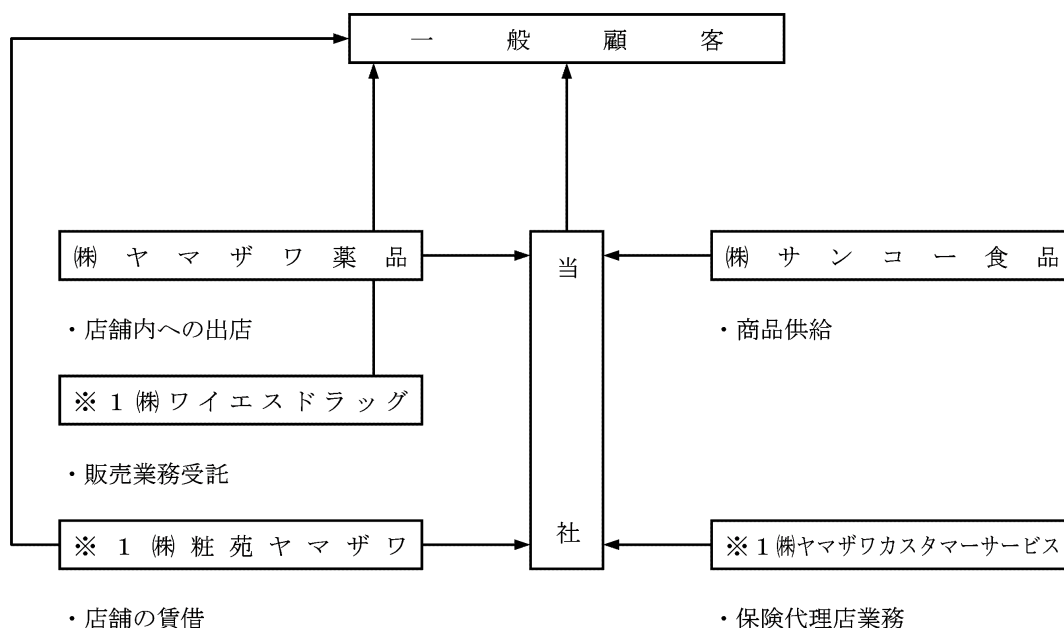 一般顧客
㈱ヤマザワ薬品
・店舗内への出店
※1㈱ワイエスドラッグ
・販売業務受託
※1㈱粧苑ヤマザワ
・店舗の賃借
当社
㈱サンコー食品
・商品供給
※1㈱ヤマザワカスタマーサービス
・保険代理店業務